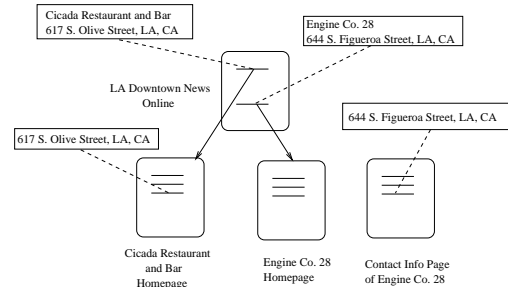 Cicada Restaurant and Bar
617 S. Olive Street, LA, CA
Engine Co. 28
644 S. Figueroa Street, LA, CA
LA Downtown News
Online
617 S. Olive Street, LA, CA
644 S. Figueroa Street, LA, CA
Cicada Restaurant
and Bar
Homepage
Engine Co. 28
Homepage
Contact Info Page
of Engine Co. 28